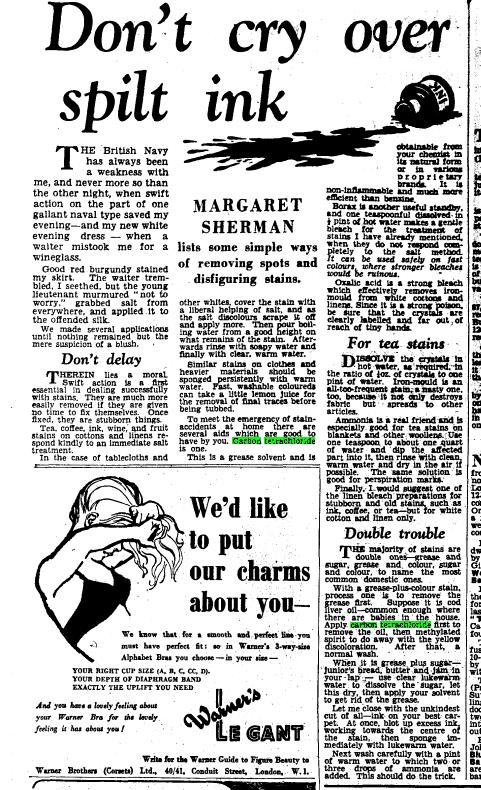 Don't cry over
spilt ink
INK
THE British Navy
has always been
a weakness with
me, and never more so than
the other night, when swift
action on the part of one
gallant naval type saved my
evening—and my new white
evening dress — when a
waiter mistook me for a
wineglass.
Good red burgundy stained
my skirt. The waiter trem-
bled, I seethed, but the young
lieutenant murmured "not to
worry," grabbed salt from
everywhere, and applied it to
the offended silk.
We made several applications
until nothing remained but the
mere suspicion of a blush.
Don't delay
THEREIN lies a moral.
Swift action is a first
essential in dealing successfully
with stains. They are much more
easily removed if they are given
no time to fix themselves. Once
fixed, they are stubborn things.
Tea, coffee, ink, wine, and fruit
stains on cottons and linens re-
spond kindly to an immediate salt
treatment.
In the case of tablecloths and
MARGARET
SHERMAN
lists some simple ways
of removing spots and
disfiguring stains.
other whites, cover the stain with
a liberal helping of salt, and as
the salt discolours scrape it off
and apply more. Then pour boil-
ing water from a good height on
what remains of the stain. After-
wards rinse with soapy water and
finally with clear, warm water.
Similar stains on clothes and
heavier materials should be
sponged persistently with warm
water. Fast, washable coloureds
can take a little lemon juice for
the removal of final traces before
being tubbed.
To meet the emergency of stain-
accidents at home there are
several aids which are good to
have by you. Carbon tetrachloride
is one.
This is a grease solvent and is
obtainable from
your chemist in
its natural form
or in various
proprietary
brands. It is
non-inflammable and much more
efficient than benzine.
Borax is another useful standby,
and one teaspoonful dissolved in
½ pint of hot water makes a gentle
bleach for the treatment of
stains I have already mentioned,
when they do not respond com-
pletely to the salt method.
It can be used safely on fast
colours, where stronger bleaches
would be ruinous.
Oxalic acid is a strong bleach
which effectively removes iron-
mould from white cottons and
linens. Since it is a strong poison,
be sure that the crystals are
clearly labelled and far out of
reach of tiny hands.
For tea stains
DISSOLVE the crystals in
hot water, as required, in
the ratio of ½oz. of crystals to one
pint of water. Iron-mould is an
all-too-frequent stain, a nasty one,
too, because it not only destroys
fabric but spreads to other
articles.
Ammonia is a real friend and is
especially good for tea stains on
blankets and other woollens. Use
one teaspoon to about one quart
of water and dip the affected
part into it, then rinse with clean,
warm water and dry in the air if
possible. The same solution is
good for perspiration marks.
Finally, I would suggest one of
the linen bleach preparations for
stubborn and old stains, such as
ink, coffee, or tea—but for white
cotton and linen only.
Double trouble
THE majority of stains are
double ones—grease and
sugar, grease and colour, sugar
and colour, to name the most
common domestic ones.
With a grease-plus-colour stain,
process one is to remove the
grease first. Suppose it is cod
liver oil—common enough where
there are babies in the house.
Apply carbon tetrachloride first to
remove the oil, then methylated
spirit to do away with the yellow
discoloration. After that, a
normal wash.
When it is grease plus sugar—
junior's bread, butter and jam in
your lap — use clear lukewarm
water to dissolve the sugar, let
this dry, then apply your solvent
to get rid of the grease.
Let me close with the unkindest
cut of all—ink on your best car-
pet. At once, blot up excess ink,
working towards the centre of
the stain, then sponge im-
mediately with lukewarm water.
Next wash carefully with a pint
of warm water to which two or
three drops of ammonia are
added. This should do the trick.
We'd like
to put
our charms
about you—
We know that for a smooth and perfect line you
must have perfect fit: so in Warner's 3-way-size
Alphabet Bras you choose — in your size —
YOUR RIGHT CUP SIZE (A, B, C, CC, D).
YOUR DEPTH OF DIAPHRAGM BAND
EXACTLY THE UPLIFT YOU NEED
And you have a lovely feeling about
your Warner Bra for the lovely
feeling it has about you!
Warner's
LE GANT
Write for the Warner Guide to Figure Beauty to
Warner Brothers (Corsets) Ltd., 40/41, Conduit Street, London, W.1.